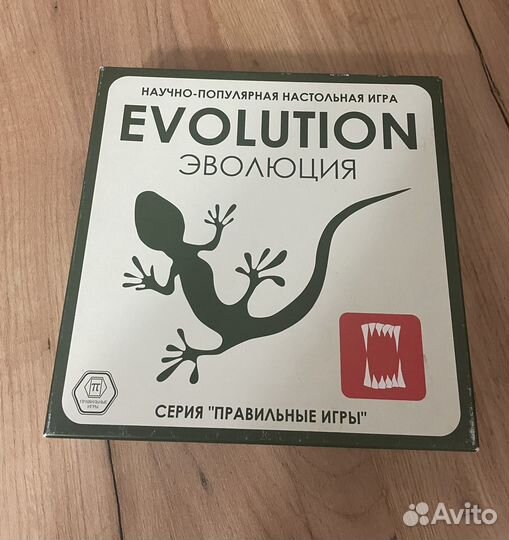 НАУЧНО-ПОПУЛЯРНАЯ НАСТОЛЬНАЯ ИГРА
EVOLUTION
ЭВОЛЮЦИЯ
π
ПРАВИЛЬНЫЕ
ИГРЫ
СЕРИЯ "ПРАВИЛЬНЫЕ ИГРЫ"
Avito